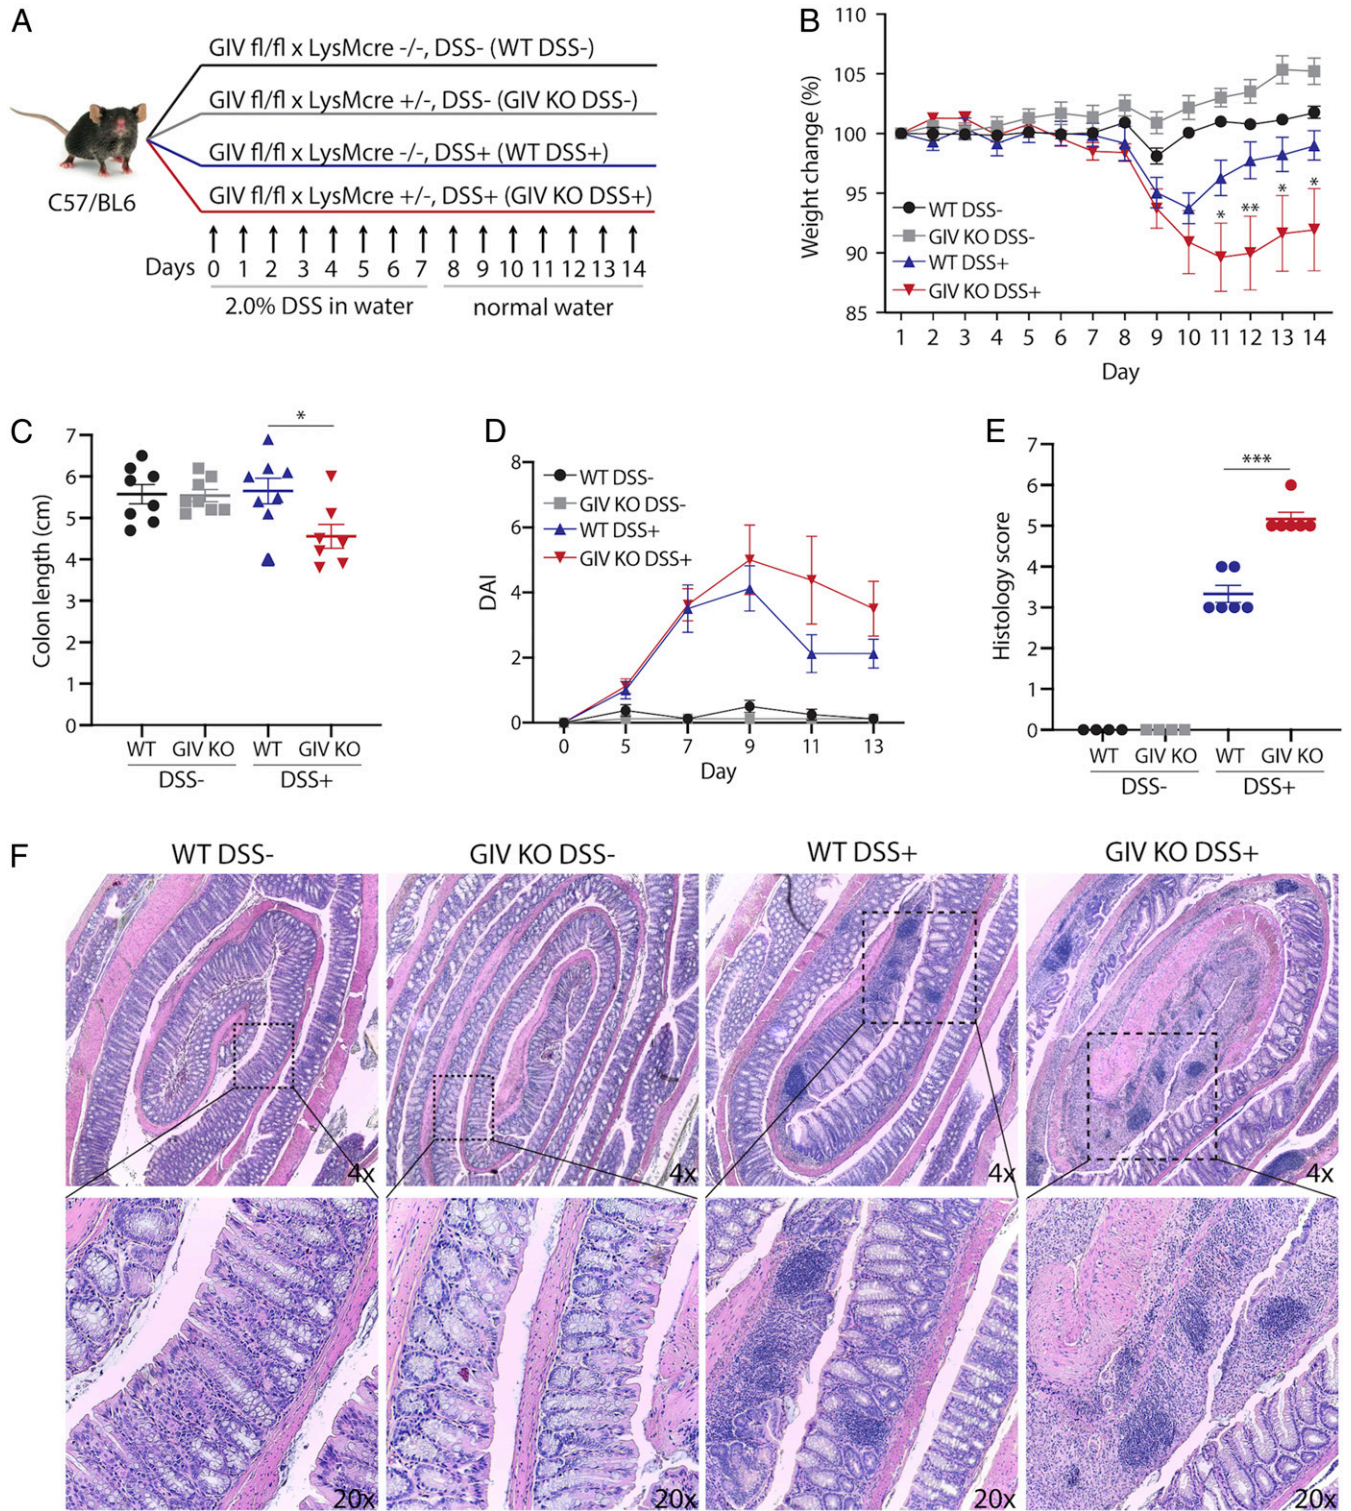 A
GIV fl/fl x LysMcre -/-, DSS- (WT DSS-)
GIV fl/fl x LysMcre +/-, DSS- (GIV KO DSS-)
GIV fl/fl x LysMcre -/-, DSS+ (WT DSS+)
GIV fl/fl x LysMcre +/-, DSS+ (GIV KO DSS+)
C57/BL6
Days 0 1 2 3 4 5 6 7 8 9 10 11 12 13 14
2.0% DSS in water normal water
B
Weight change (%)
110
105
100
95
90
85
WT DSS-
GIV KO DSS-
WT DSS+
GIV KO DSS+
* ** * *
1 2 3 4 5 6 7 8 9 10 11 12 13 14
Day
C
Colon length (cm)
7
6
5
4
3
2
1
0
*
WT GIV KO WT GIV KO
DSS- DSS+
D
DAI
8
6
4
2
0
WT DSS-
GIV KO DSS-
WT DSS+
GIV KO DSS+
0 5 7 9 11 13
Day
E
Histology score
7
6
5
4
3
2
1
0
***
WT GIV KO WT GIV KO
DSS- DSS+
F
WT DSS- GIV KO DSS- WT DSS+ GIV KO DSS+
4x 4x 4x 4x
20x 20x 20x 20x